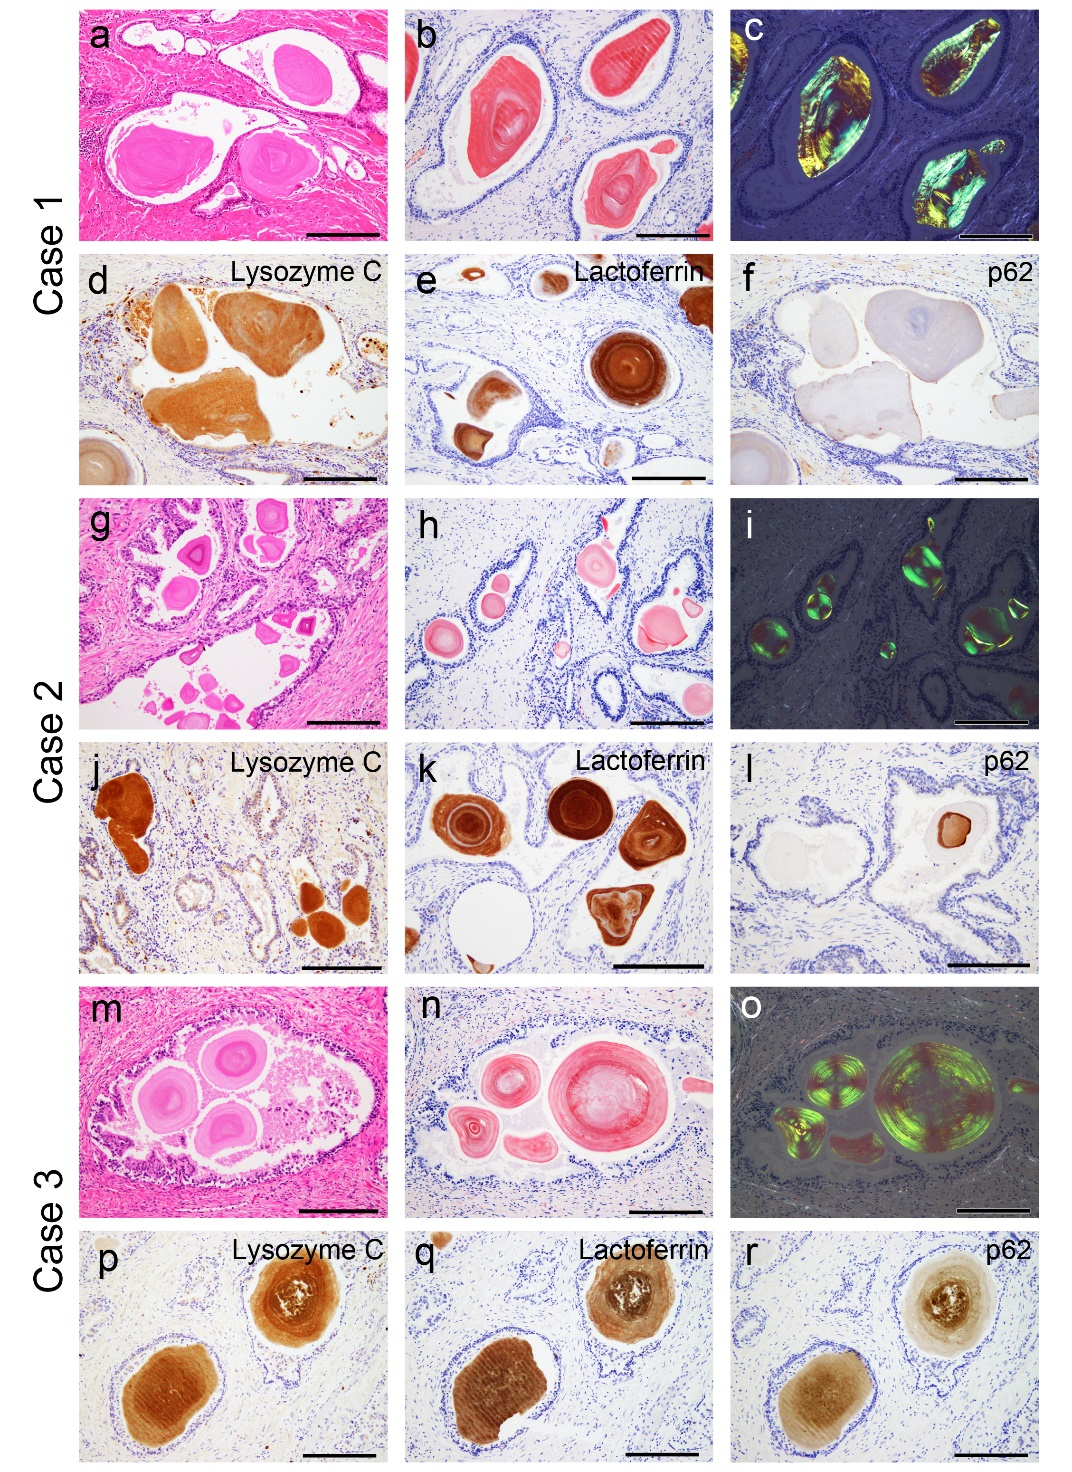 Case 1
a
b
c
d Lysozyme C
e Lactoferrin
f p62
Case 2
g
h
i
j Lysozyme C
k Lactoferrin
l p62
Case 3
m
n
o
p Lysozyme C
q Lactoferrin
r p62